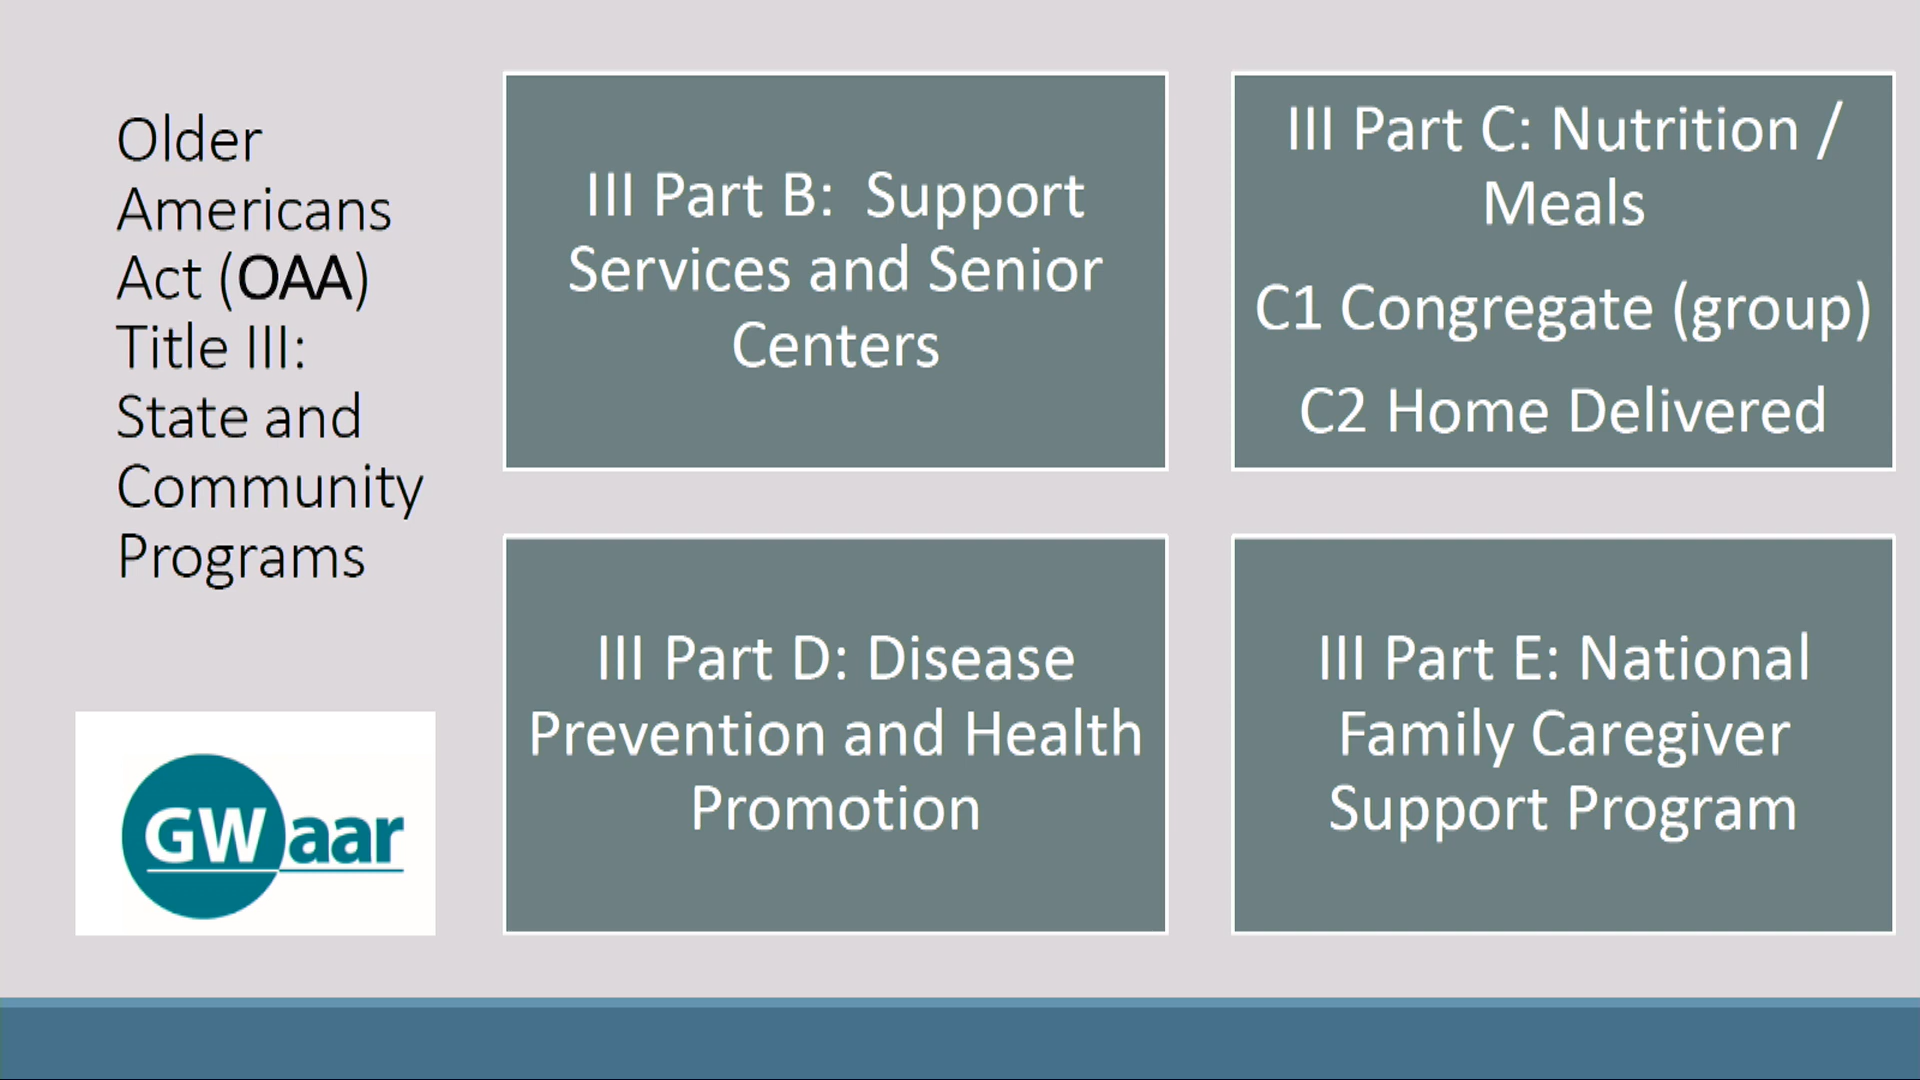 Older
Americans
Act (OAA)
Title III:
State and
Community
Programs
III Part B:  Support
Services and Senior
Centers
III Part C: Nutrition /
Meals
C1 Congregate (group)
C2 Home Delivered
III Part D: Disease
Prevention and Health
Promotion
III Part E: National
Family Caregiver
Support Program
GWaar